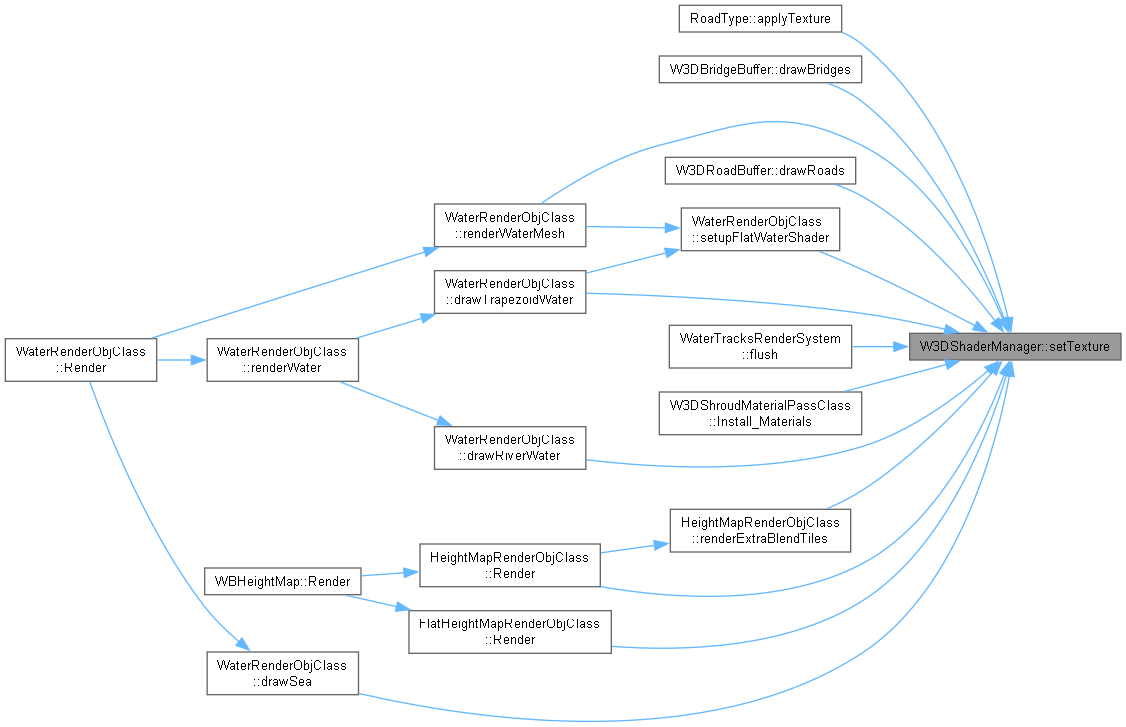 RoadType::applyTexture
W3DBridgeBuffer::drawBridges
W3DRoadBuffer::drawRoads
WaterRenderObjClass
::renderWaterMesh
WaterRenderObjClass
::setupFlatWaterShader
WaterRenderObjClass
::drawTrapezoidWater
WaterTracksRenderSystem
::flush
W3DShaderManager::setTexture
WaterRenderObjClass
::Render
WaterRenderObjClass
::renderWater
W3DShroudMaterialPassClass
::Install_Materials
WaterRenderObjClass
::drawRiverWater
HeightMapRenderObjClass
::renderExtraBlendTiles
HeightMapRenderObjClass
::Render
WBHeightMap::Render
FlatHeightMapRenderObjClass
::Render
WaterRenderObjClass
::drawSea